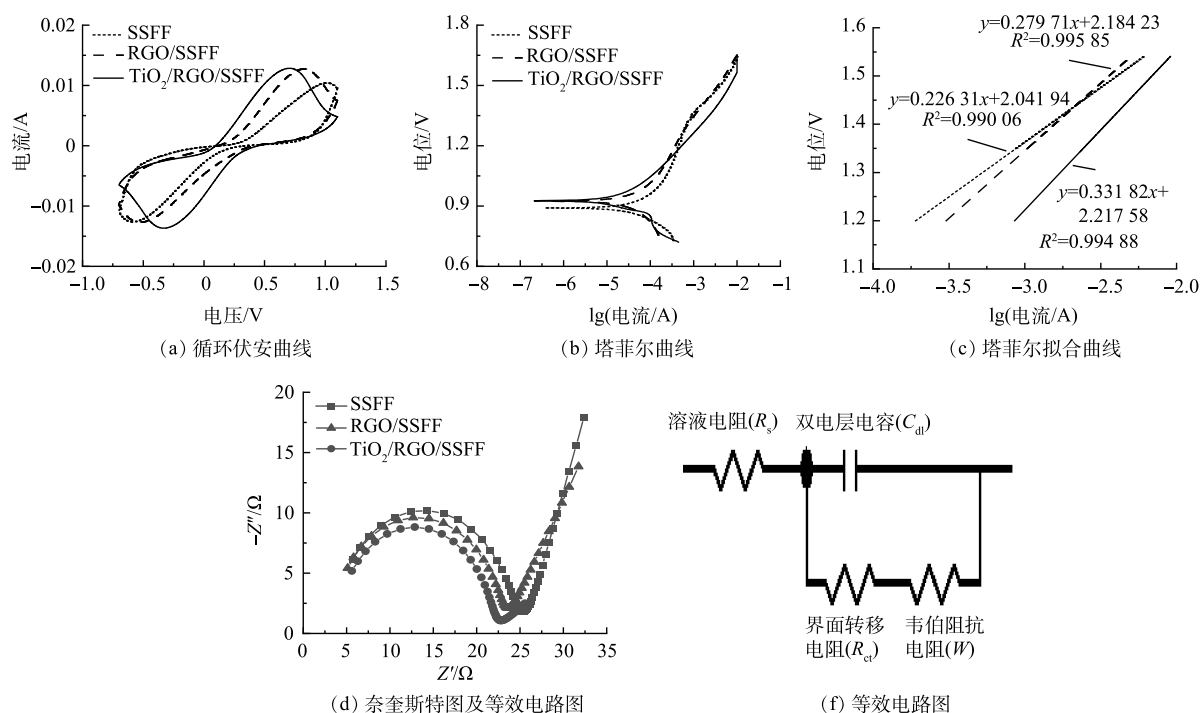 0.02
0.01
0
−0.01
−0.02
电流/A
SSFF
RGO/SSFF
TiO₂/RGO/SSFF
−1.0 −0.5 0 0.5 1.0 1.5
电压/V
(a) 循环伏安曲线
2.1
1.8
1.5
1.2
0.9
0.6
电位/V
SSFF
RGO/SSFF
TiO₂/RGO/SSFF
−8 −7 −6 −5 −4 −3 −2 −1
lg(电流/A)
(b) 塔菲尔曲线
1.6
1.5
1.4
1.3
1.2
1.1
电位/V
y=0.279 71x+2.184 23
R²=0.995 85
y=0.226 31x+2.041 94
R²=0.990 06
y=0.331 82x+
2.217 58
R²=0.994 88
−4.0 −3.5 −3.0 −2.5 −2.0
lg(电流/A)
(c) 塔菲尔拟合曲线
20
15
10
5
0
−Z″/Ω
SSFF
RGO/SSFF
TiO₂/RGO/SSFF
0 5 10 15 20 25 30 35
Z′/Ω
(d) 奈奎斯特图及等效电路图
溶液电阻(Rs) 双电层电容(Cdl)
界面转移 韦伯阻抗
电阻(Rct) 电阻(W)
(f) 等效电路图